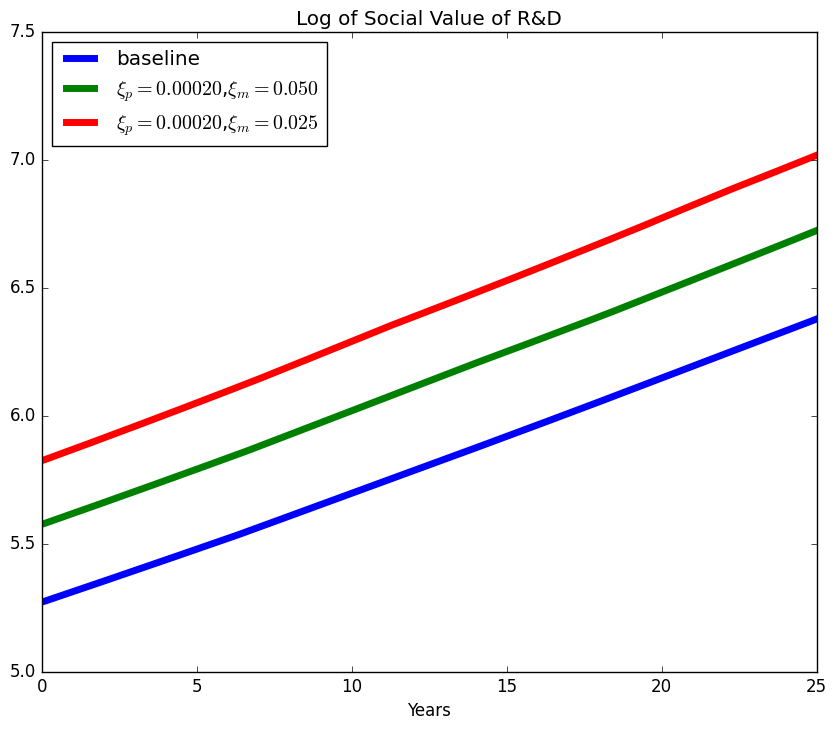 Log of Social Value of R&D
7.5
7.0
6.5
6.0
5.5
5.0
baseline
ξp = 0.00020,ξm = 0.050
ξp = 0.00020,ξm = 0.025
0 5 10 15 20 25
Years